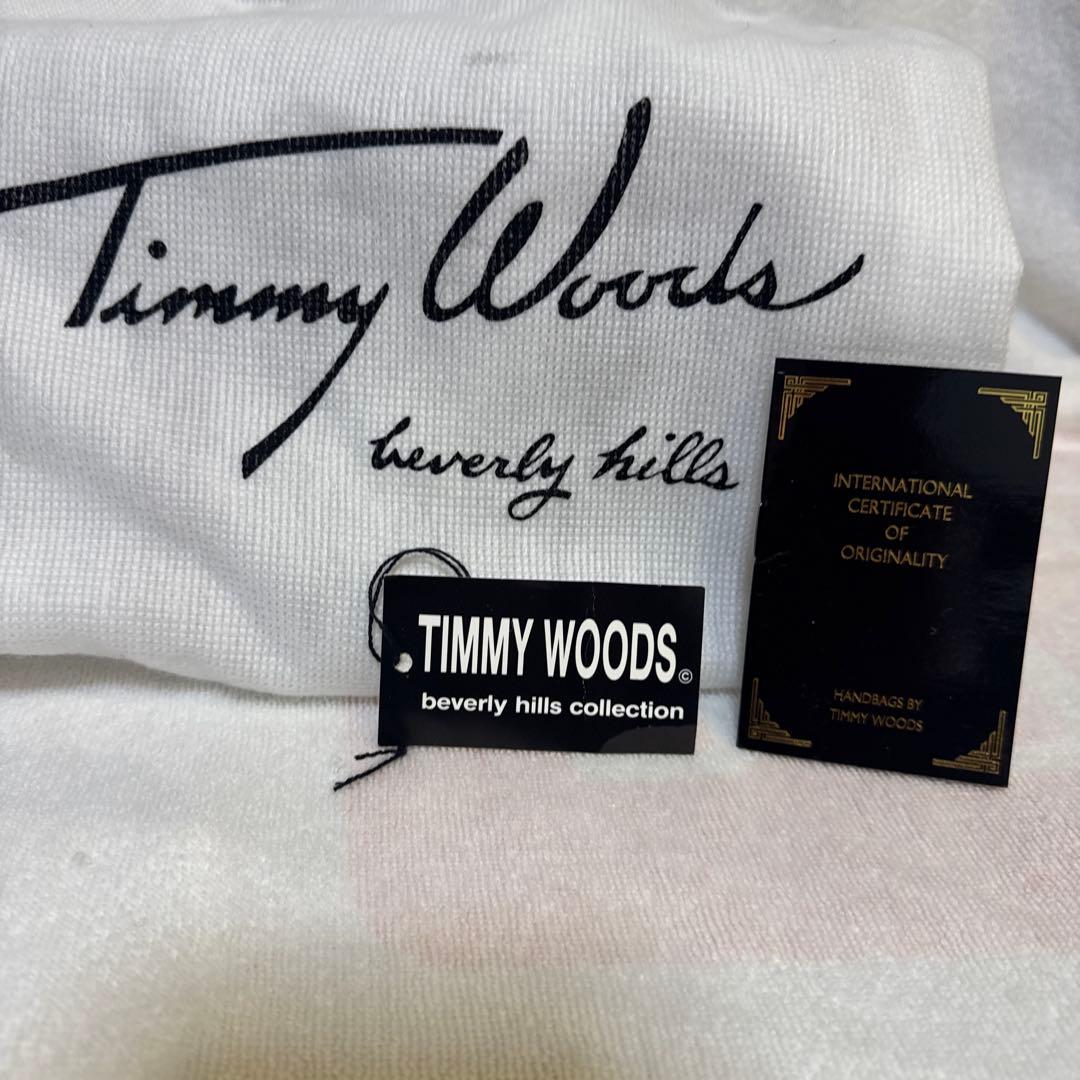 Timmy Woods
beverly hills
TIMMY WOODS©
beverly hills collection
INTERNATIONAL
CERTIFICATE
OF
ORIGINALITY
HANDBAGS BY
TIMMY WOODS